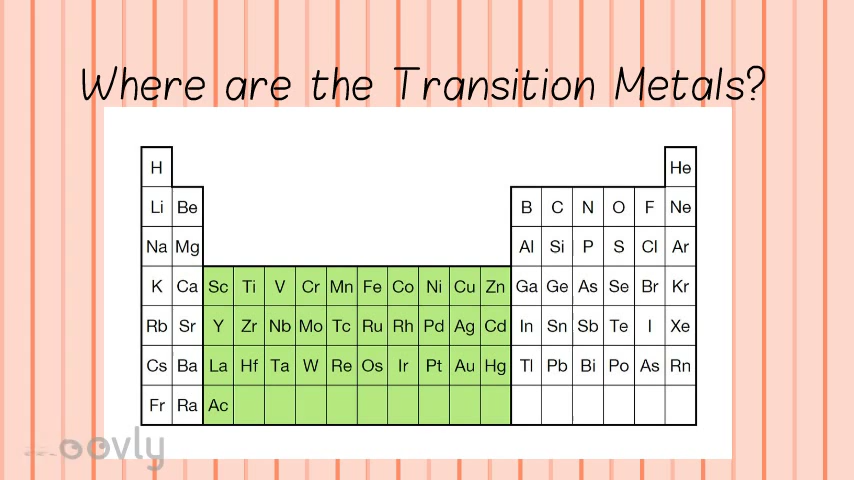 Where are the Transition Metals?
H He
Li Be B C N O F Ne
Na Mg Al Si P S Cl Ar
K Ca Sc Ti V Cr Mn Fe Co Ni Cu Zn Ga Ge As Se Br Kr
Rb Sr Y Zr Nb Mo Tc Ru Rh Pd Ag Cd In Sn Sb Te I Xe
Cs Ba La Hf Ta W Re Os Ir Pt Au Hg Tl Pb Bi Po As Rn
Fr Ra Ac
oovly